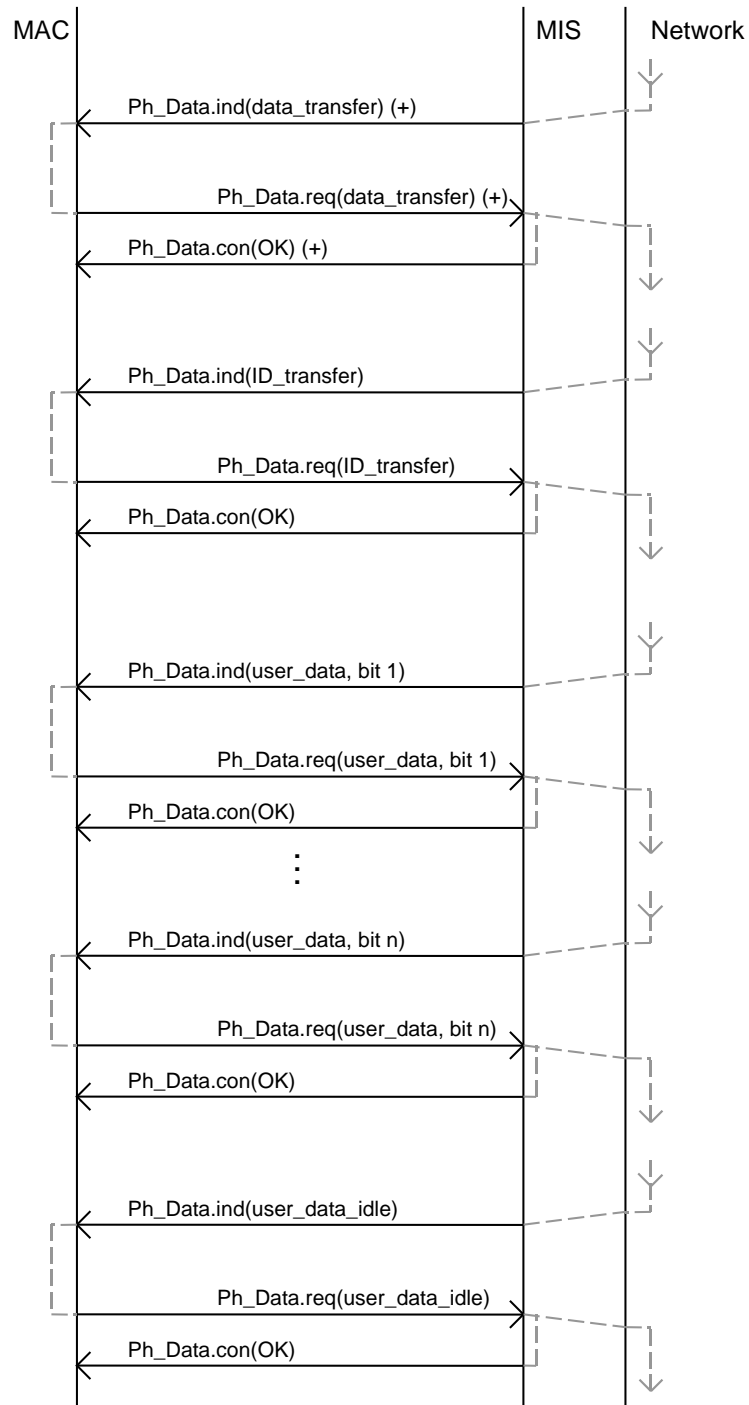 MAC MIS Network
Ph_Data.ind(data_transfer) (+)
Ph_Data.req(data_transfer) (+)
Ph_Data.con(OK) (+)
Ph_Data.ind(ID_transfer)
Ph_Data.req(ID_transfer)
Ph_Data.con(OK)
Ph_Data.ind(user_data, bit 1)
Ph_Data.req(user_data, bit 1)
Ph_Data.con(OK)
⋮
Ph_Data.ind(user_data, bit n)
Ph_Data.req(user_data, bit n)
Ph_Data.con(OK)
Ph_Data.ind(user_data_idle)
Ph_Data.req(user_data_idle)
Ph_Data.con(OK)